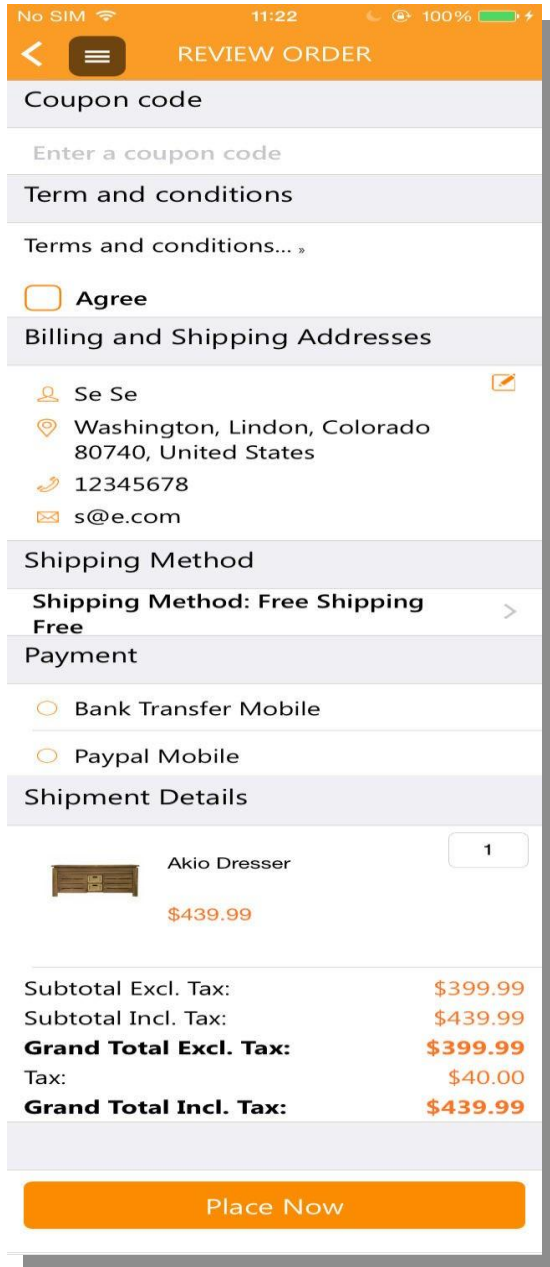 No SIM 11:22 100%
REVIEW ORDER
Coupon code
Enter a coupon code
Term and conditions
Terms and conditions... »
Agree
Billing and Shipping Addresses
Se Se
Washington, Lindon, Colorado
80740, United States
12345678
s@e.com
Shipping Method
Shipping Method: Free Shipping
Free
Payment
Bank Transfer Mobile
Paypal Mobile
Shipment Details
Akio Dresser 1
$439.99
Subtotal Excl. Tax: $399.99
Subtotal Incl. Tax: $439.99
Grand Total Excl. Tax: $399.99
Tax: $40.00
Grand Total Incl. Tax: $439.99
Place Now